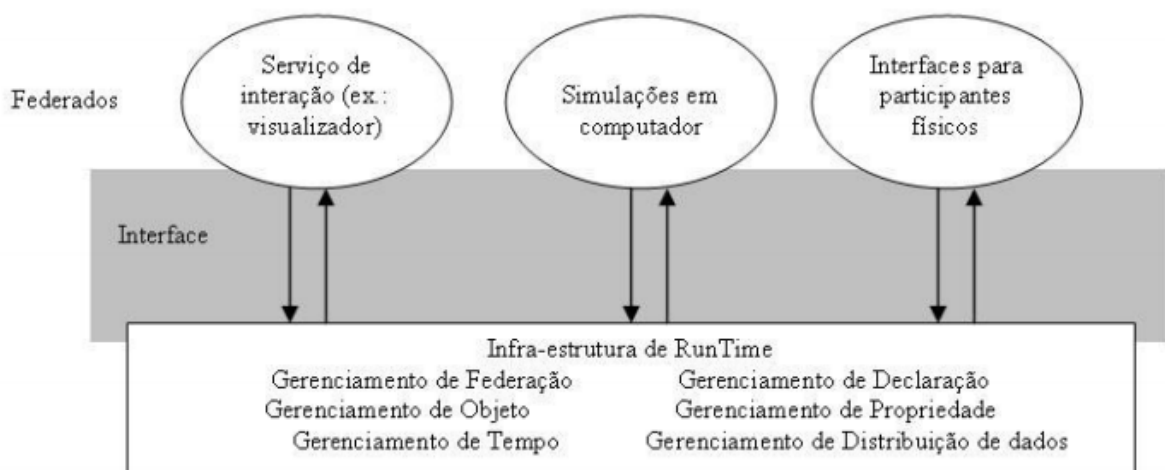 Federados
Serviço de
interação (ex.:
visualizador)
Simulações em
computador
Interfaces para
participantes
físicos
Interface
Infra-estrutura de RunTime
Gerenciamento de Federação Gerenciamento de Declaração
Gerenciamento de Objeto Gerenciamento de Propriedade
Gerenciamento de Tempo Gerenciamento de Distribuição de dados